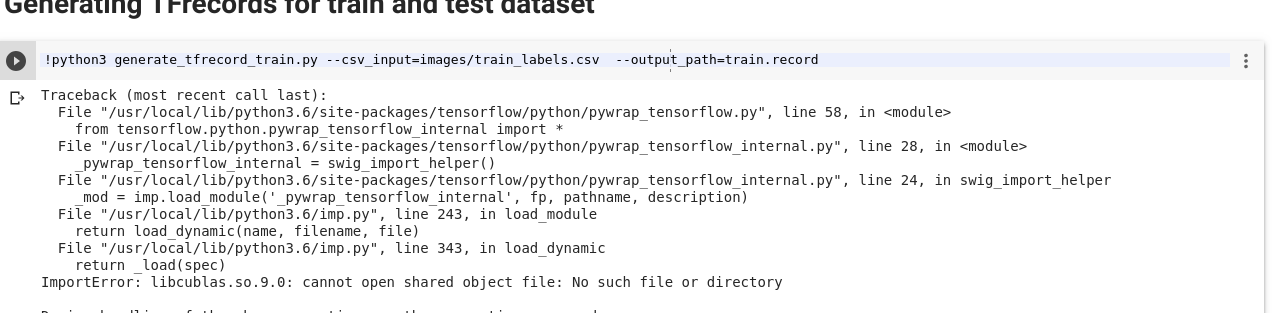 Generating TFrecords for train and test dataset
!python3 generate_tfrecord_train.py --csv_input=images/train_labels.csv  --output_path=train.record
Traceback (most recent call last):
  File "/usr/local/lib/python3.6/site-packages/tensorflow/python/pywrap_tensorflow.py", line 58, in <module>
    from tensorflow.python.pywrap_tensorflow_internal import *
  File "/usr/local/lib/python3.6/site-packages/tensorflow/python/pywrap_tensorflow_internal.py", line 28, in <module>
    _pywrap_tensorflow_internal = swig_import_helper()
  File "/usr/local/lib/python3.6/site-packages/tensorflow/python/pywrap_tensorflow_internal.py", line 24, in swig_import_helper
    _mod = imp.load_module('_pywrap_tensorflow_internal', fp, pathname, description)
  File "/usr/local/lib/python3.6/imp.py", line 243, in load_module
    return load_dynamic(name, filename, file)
  File "/usr/local/lib/python3.6/imp.py", line 343, in load_dynamic
    return _load(spec)
ImportError: libcublas.so.9.0: cannot open shared object file: No such file or directory